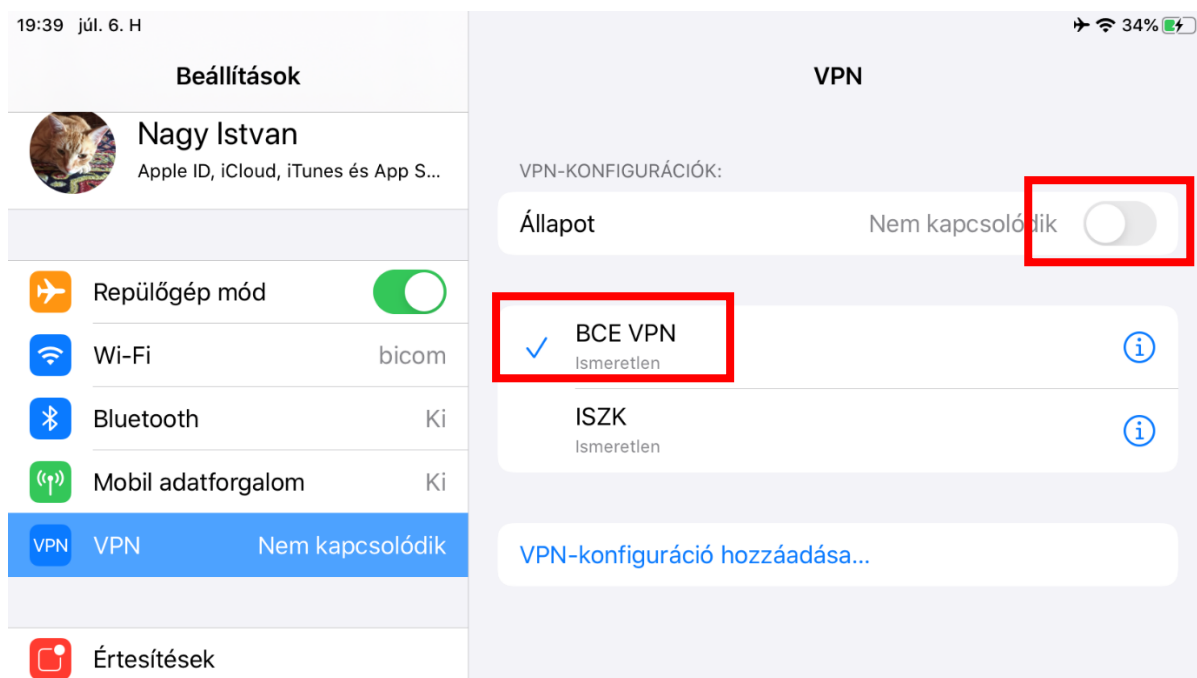 19:39 júl. 6. H
34%
Beállítások
Nagy Istvan
Apple ID, iCloud, iTunes és App S...
Repülőgép mód
Wi-Fi bicom
Bluetooth Ki
Mobil adatforgalom Ki
VPN VPN Nem kapcsolódik
Értesítések
VPN
VPN-KONFIGURÁCIÓK:
Állapot Nem kapcsolódik
BCE VPN
Ismeretlen
ISZK
Ismeretlen
VPN-konfiguráció hozzáadása...